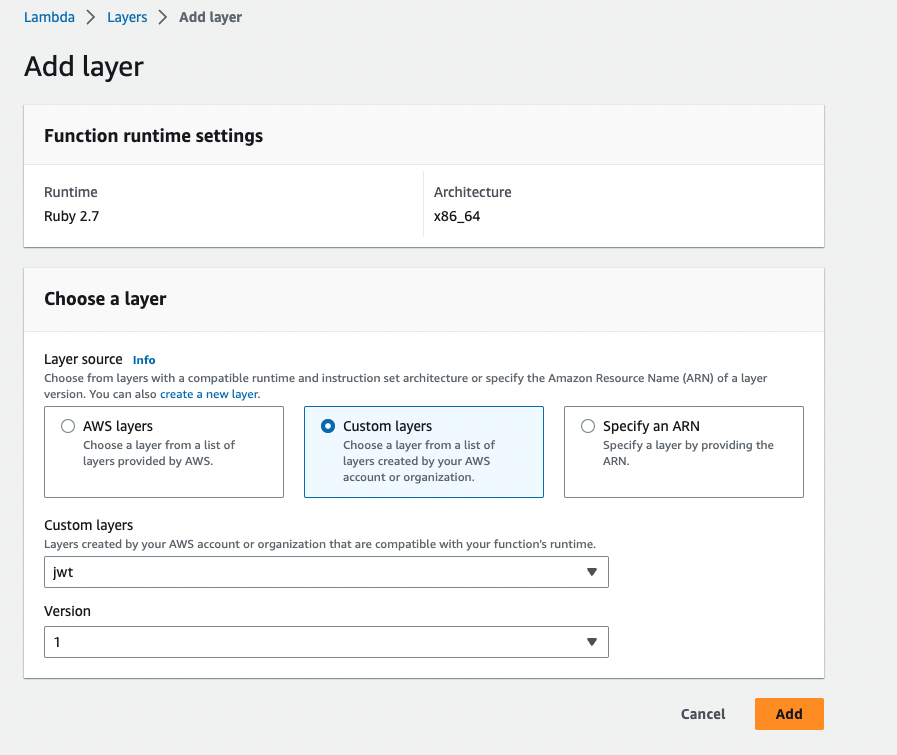 Lambda > Layers > Add layer
Add layer
Function runtime settings
Runtime
Ruby 2.7
Architecture
x86_64
Choose a layer
Layer source Info
Choose from layers with a compatible runtime and instruction set architecture or specify the Amazon Resource Name (ARN) of a layer
version. You can also create a new layer.
AWS layers
Choose a layer from a list of
layers provided by AWS.
Custom layers
Choose a layer from a list of
layers created by your AWS
account or organization.
Specify an ARN
Specify a layer by providing the
ARN.
Custom layers
Layers created by your AWS account or organization that are compatible with your function's runtime.
jwt
Version
1
Cancel
Add